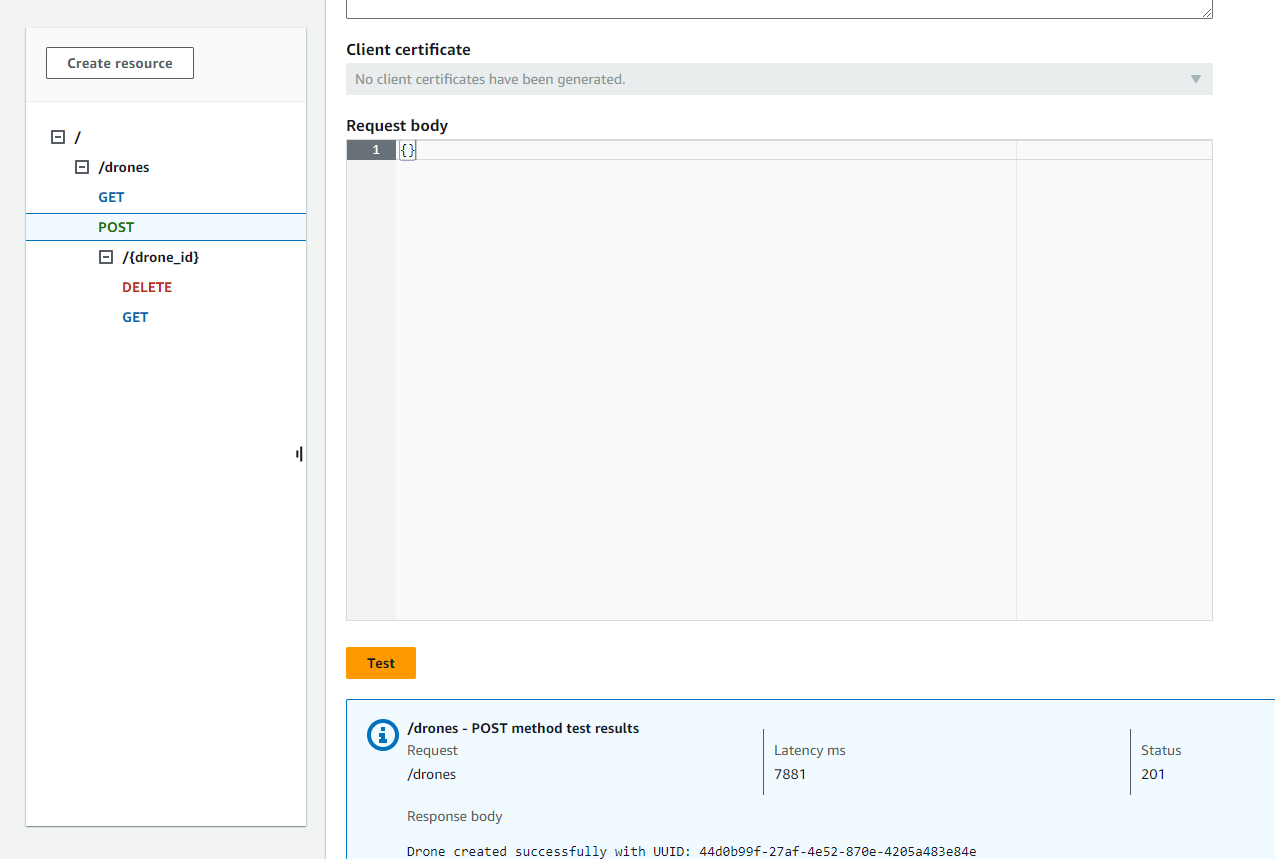 Create resource
/
/drones
GET
POST
/{drone_id}
DELETE
GET
Client certificate
No client certificates have been generated.
Request body
1 {}
Test
/drones - POST method test results
Request
/drones
Latency ms
7881
Status
201
Response body
Drone created successfully with UUID: 44d0b99f-27af-4e52-870e-4205a483e84e